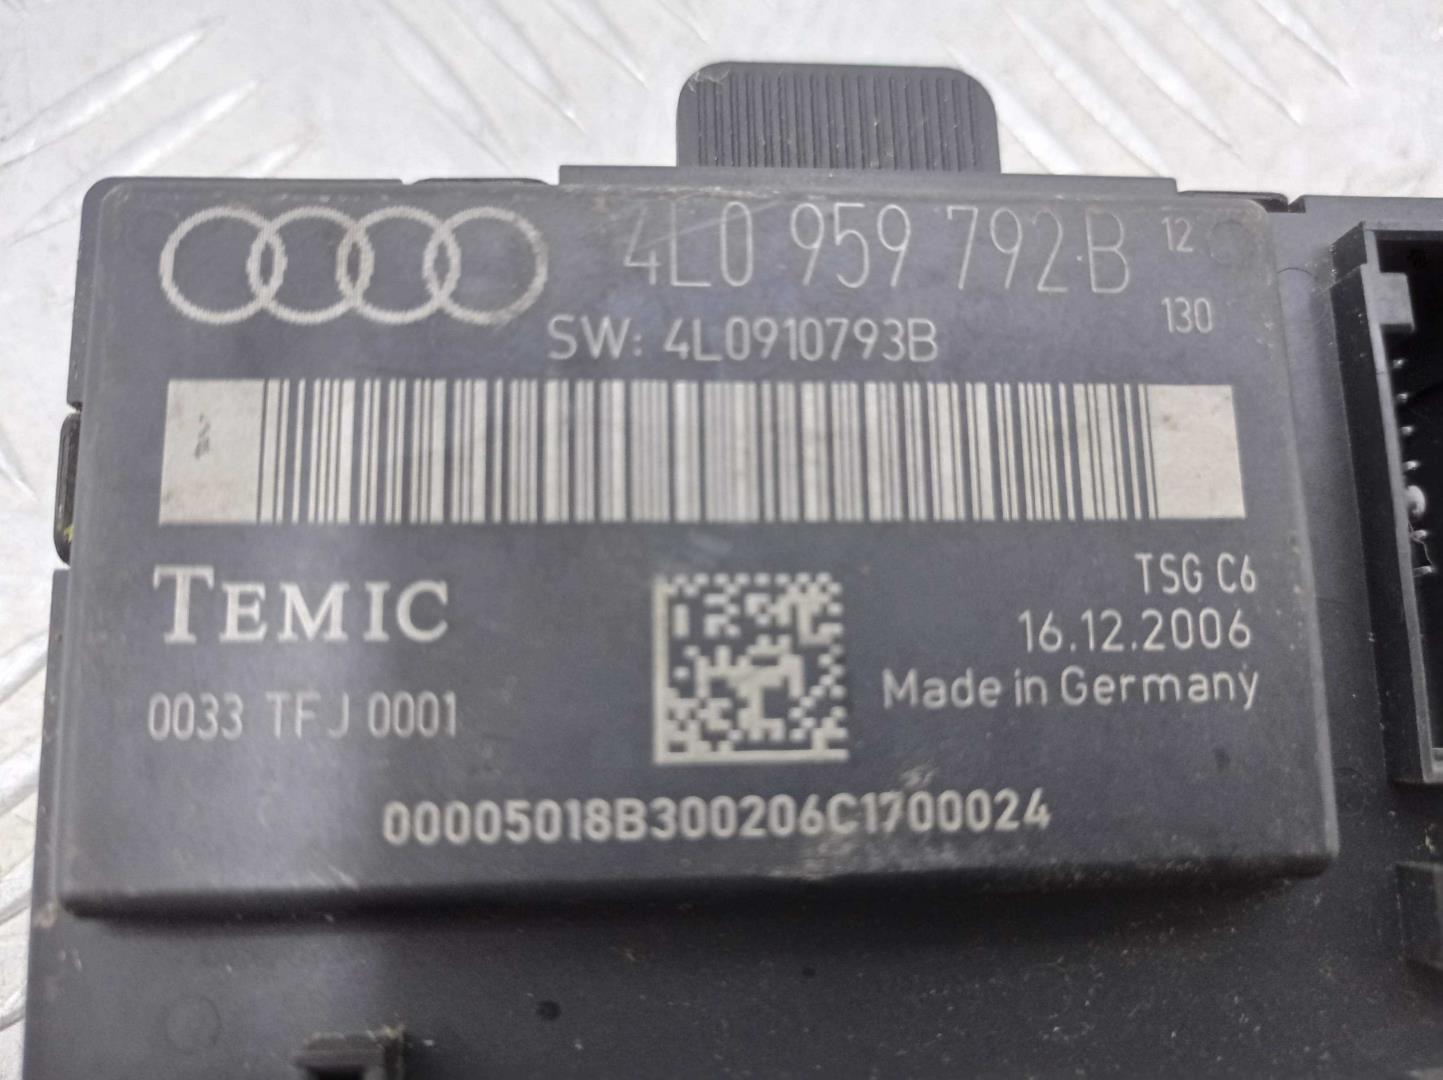 4L0 959 792 B 12
130
SW: 4L0910793B
TEMIC
TSG C6
16.12.2006
Made in Germany
0033 TFJ 0001
00005018B300206C1700024